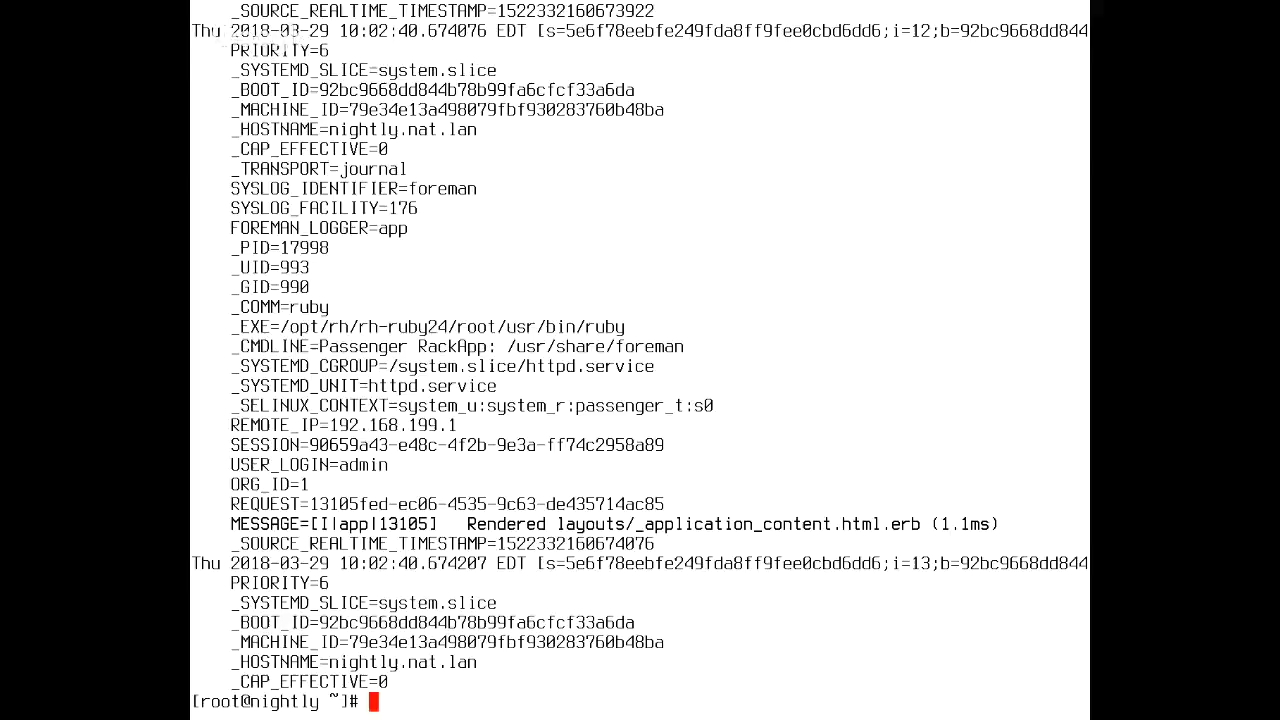 _SOURCE_REALTIME_TIMESTAMP=1522332160673922
Thu 2018-03-29 10:02:40.674076 EDT [s=5e6f78eebfe249fda8ff9fee0cbd6dd6;i=12;b=92bc9668dd844
PRIORITY=6
_SYSTEMD_SLICE=system.slice
_BOOT_ID=92bc9668dd844b78b99fa6cfcf33a6da
_MACHINE_ID=79e34e13a498079fbf930283760b48ba
_HOSTNAME=nightly.nat.lan
_CAP_EFFECTIVE=0
_TRANSPORT=journal
SYSLOG_IDENTIFIER=foreman
SYSLOG_FACILITY=176
FOREMAN_LOGGER=app
_PID=17998
_UID=993
_GID=990
_COMM=ruby
_EXE=/opt/rh/rh-ruby24/root/usr/bin/ruby
_CMDLINE=Passenger RackApp: /usr/share/foreman
_SYSTEMD_CGROUP=/system.slice/httpd.service
_SYSTEMD_UNIT=httpd.service
_SELINUX_CONTEXT=system_u:system_r:passenger_t:s0
REMOTE_IP=192.168.199.1
SESSION=90659a43-e48c-4f2b-9e3a-ff74c2958a89
USER_LOGIN=admin
ORG_ID=1
REQUEST=13105fed-ec06-4535-9c63-de435714ac85
MESSAGE=[I|app|13105]   Rendered layouts/_application_content.html.erb (1.1ms)
_SOURCE_REALTIME_TIMESTAMP=1522332160674076
Thu 2018-03-29 10:02:40.674207 EDT [s=5e6f78eebfe249fda8ff9fee0cbd6dd6;i=13;b=92bc9668dd844
PRIORITY=6
_SYSTEMD_SLICE=system.slice
_BOOT_ID=92bc9668dd844b78b99fa6cfcf33a6da
_MACHINE_ID=79e34e13a498079fbf930283760b48ba
_HOSTNAME=nightly.nat.lan
_CAP_EFFECTIVE=0
[root@nightly ~]#